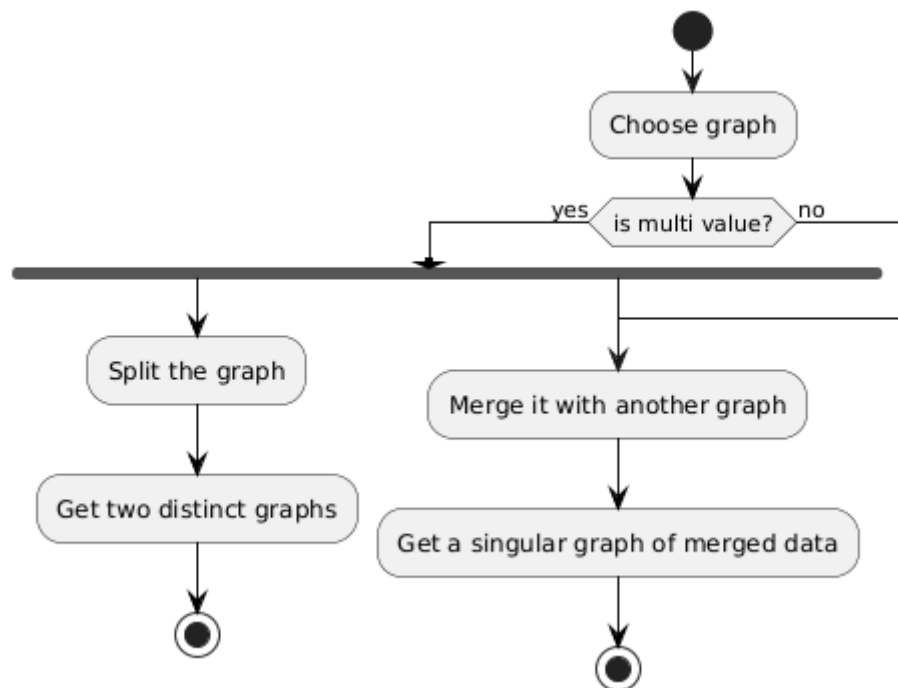 Choose graph
yes
is multi value?
no
Split the graph
Merge it with another graph
Get two distinct graphs
Get a singular graph of merged data